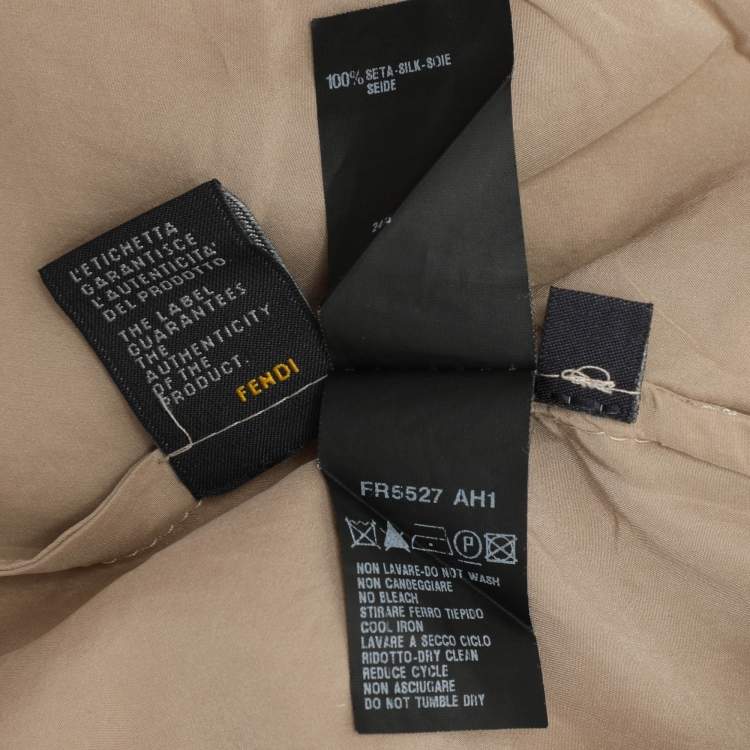 100% SETA-SILK-SOIE
SEIDE
L'ETICHETTA
GARANTISCE
L'AUTENTICITA'
DEL PRODOTTO
THE LABEL
GUARANTEES
THE
AUTHENTICITY
OF THE
PRODUCT.
FENDI
FR5527 AH1
P
NON LAVARE-DO NOT WASH
NON CANDEGGIARE
NO BLEACH
STIRARE FERRO TIEPIDO
COOL IRON
LAVARE A SECCO CICLO
RIDOTTO-DRY CLEAN
REDUCE CYCLE
NON ASCIUGARE
DO NOT TUMBLE DRY